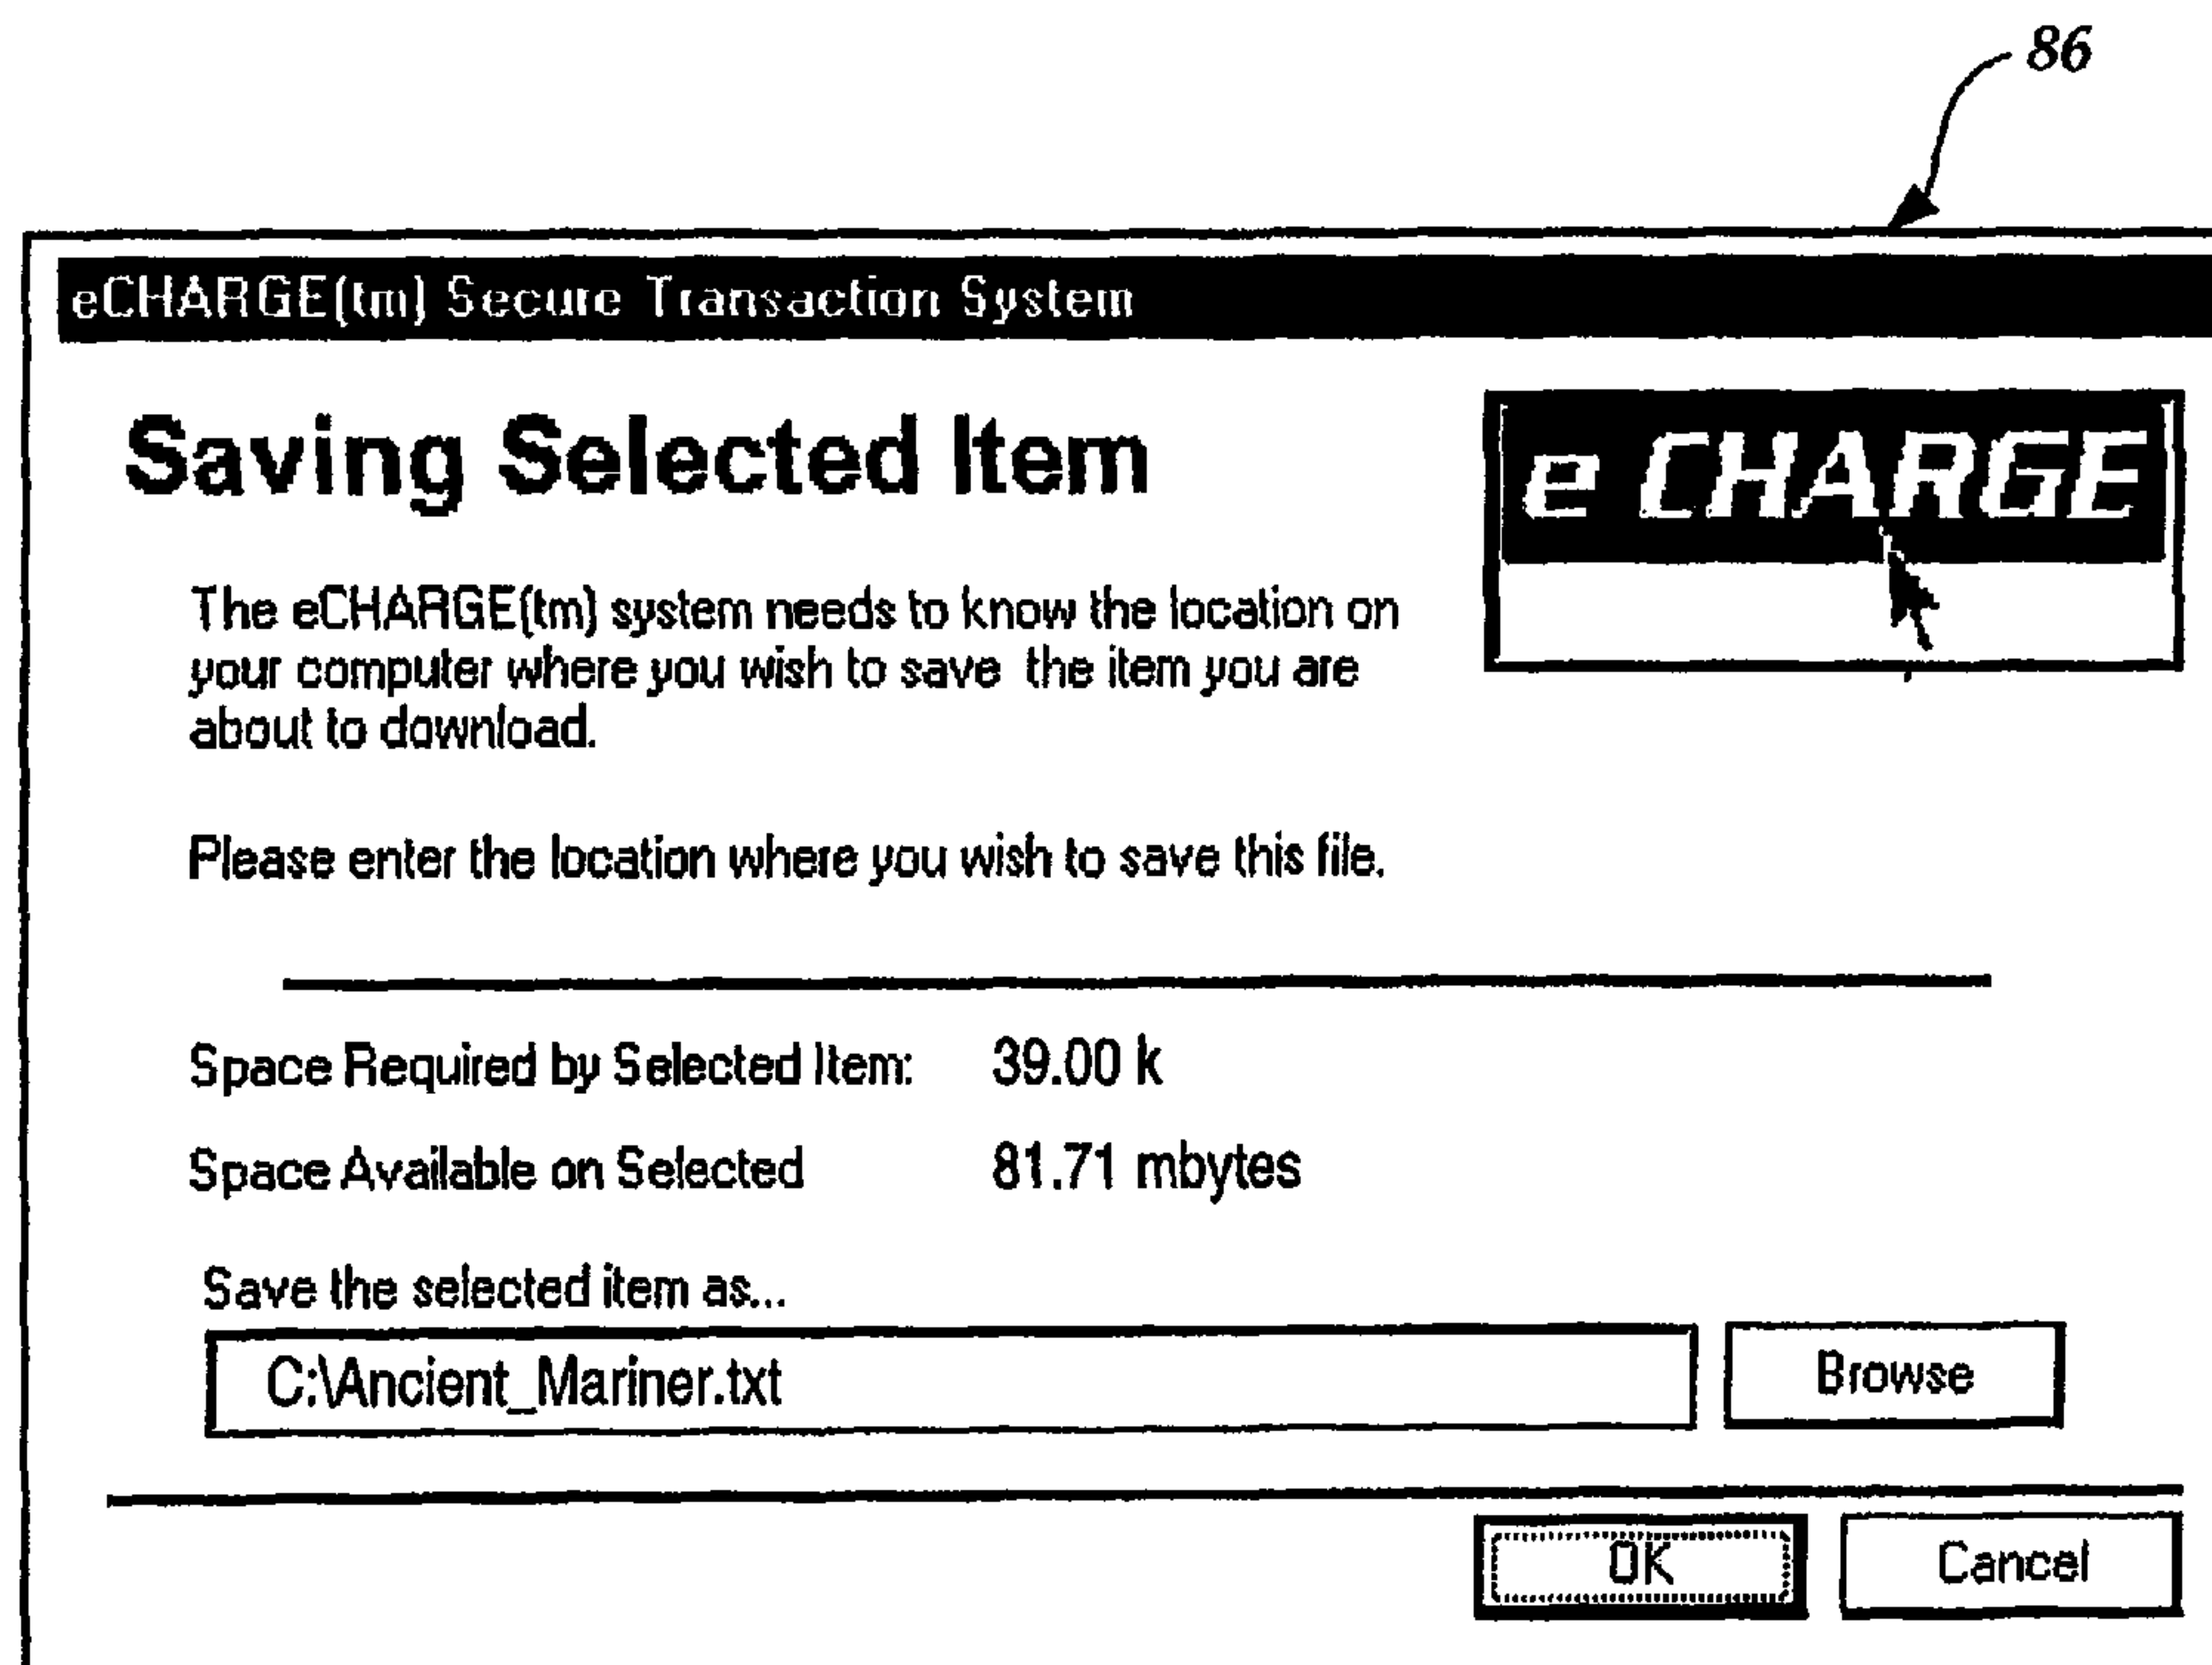 86
eCHARGE(tm) Secure Transaction System
Saving Selected Item
e CHARGE
The eCHARGE(tm) system needs to know the location on
your computer where you wish to save the item you are
about to download.
Please enter the location where you wish to save this file.
Space Required by Selected Item: 39.00 k
Space Available on Selected 81.71 mbytes
Save the selected item as...
C:\Ancient_Mariner.txt
Browse
OK
Cancel